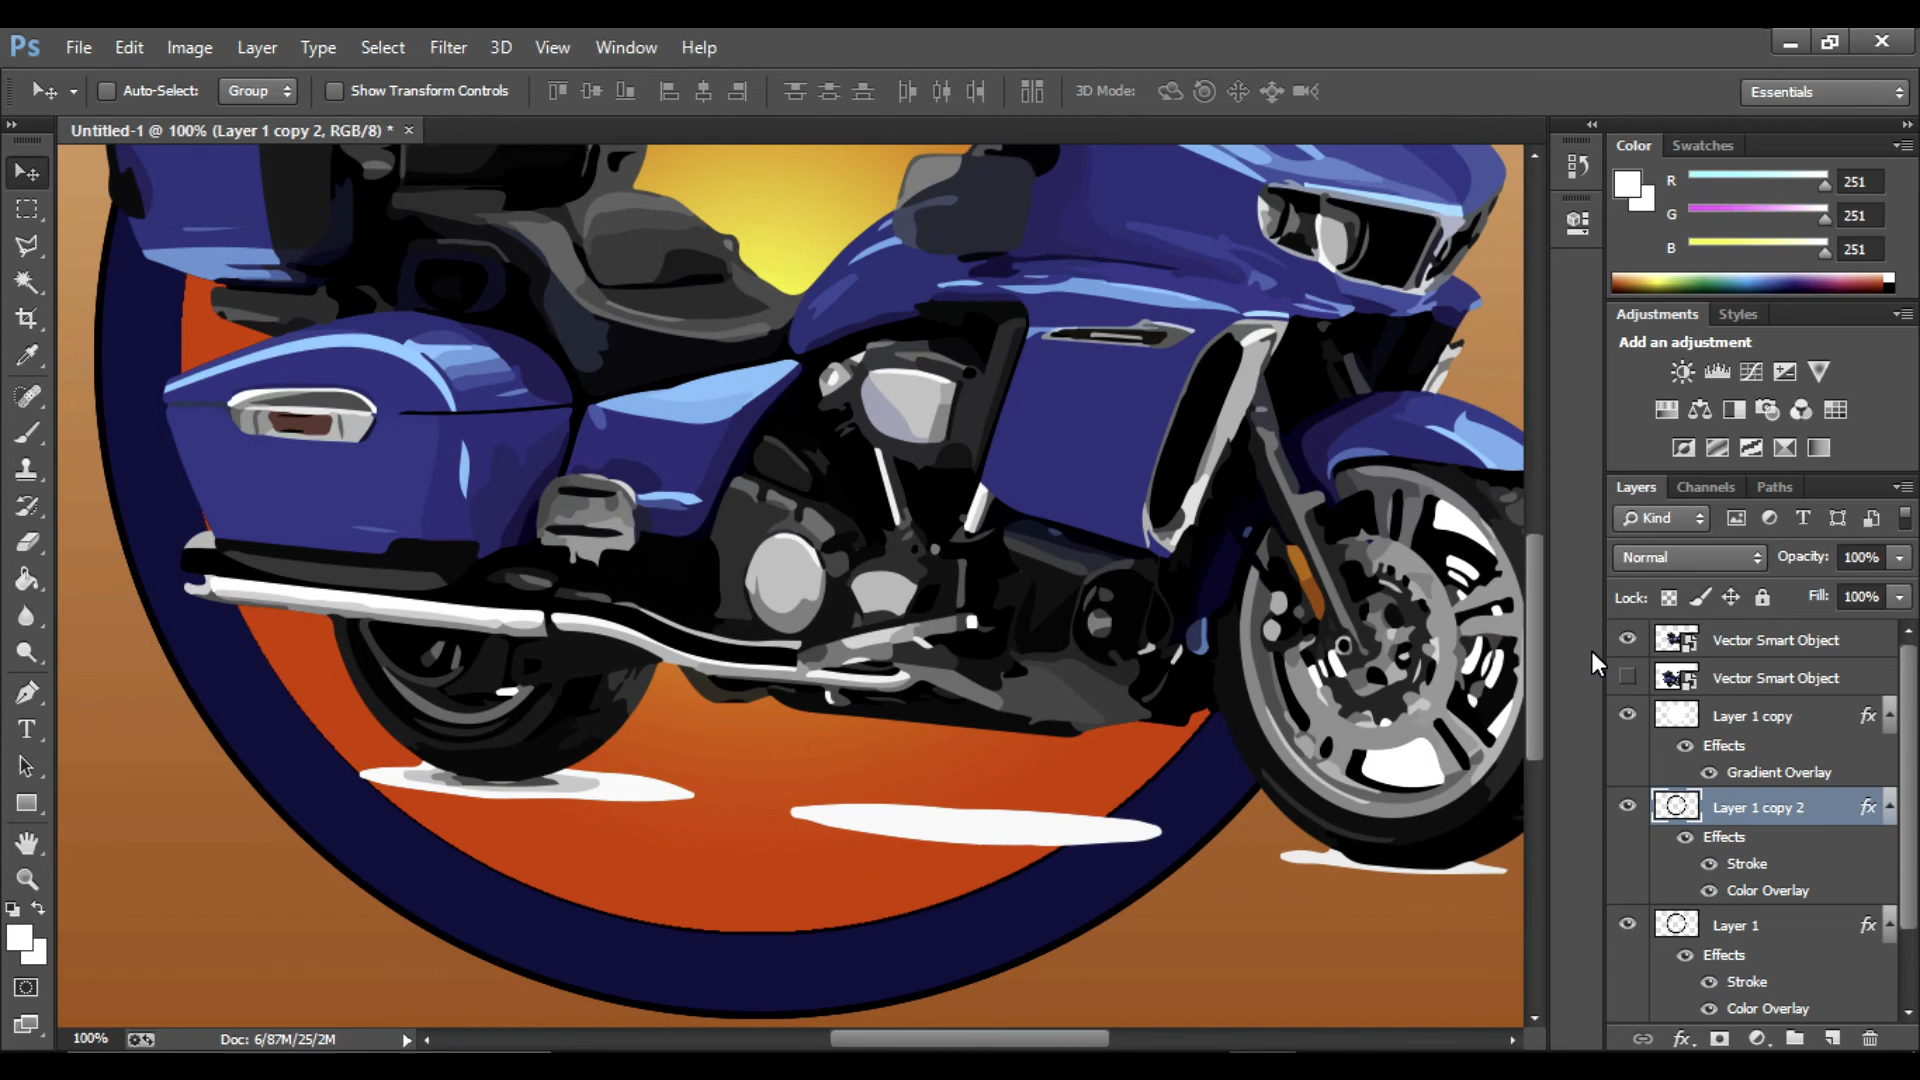 Ps File Edit Image Layer Type Select Filter 3D View Window Help
Auto-Select: Group Show Transform Controls 3D Mode: Essentials
Untitled-1 @ 100% (Layer 1 copy 2, RGB/8) * ×
Color Swatches
R 251
G 251
B 251
Adjustments Styles
Add an adjustment
Layers Channels Paths
Kind
Normal Opacity: 100%
Lock: Fill: 100%
Vector Smart Object
Vector Smart Object
Layer 1 copy fx
Effects
Gradient Overlay
Layer 1 copy 2 fx
Effects
Stroke
Color Overlay
Layer 1 fx
Effects
Stroke
Color Overlay
100% Doc: 6/87M/25/2M